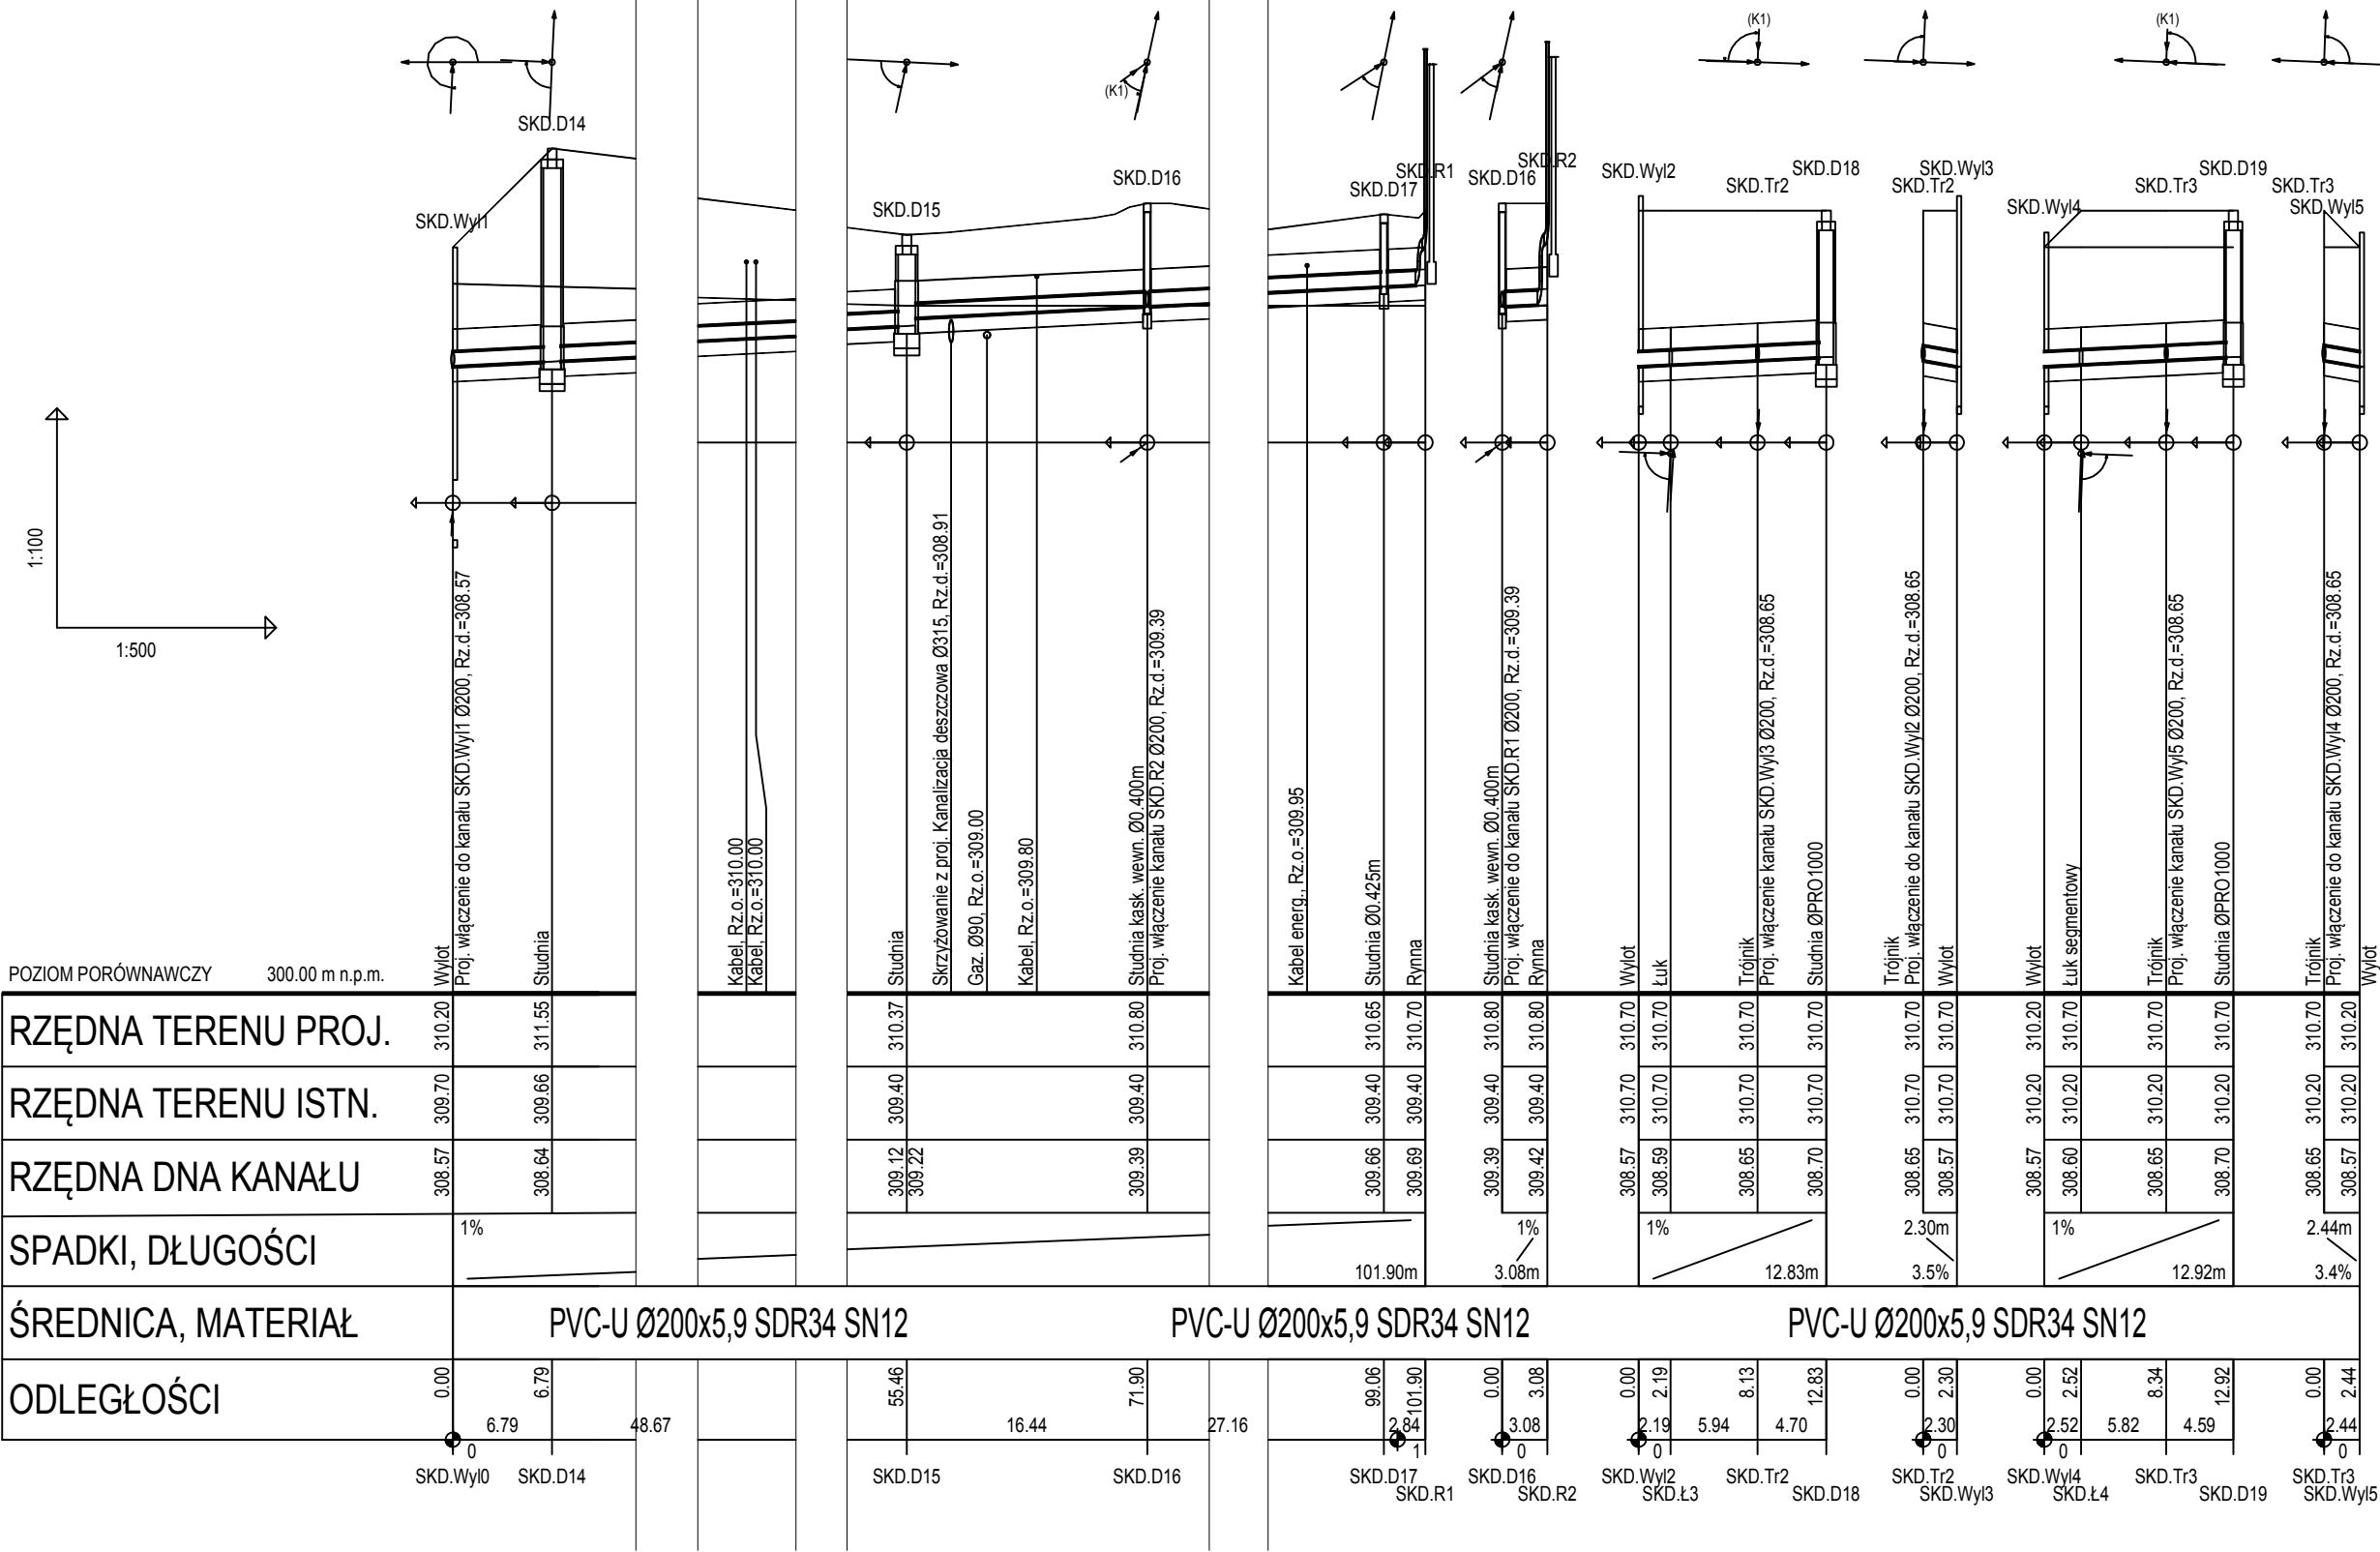 (K1)
(K1)
(K1)
SKD.D14
SKD.Wyl1
SKD.D15
SKD.D16
SKD.D17
SKD.R1
SKD.D16
SKD.R2
SKD.Wyl2
SKD.Tr2
SKD.D18
SKD.Tr2
SKD.Wyl3
SKD.Wyl4
SKD.Tr3
SKD.D19
SKD.Tr3
SKD.Wyl5
1:100
1:500
Wylot
Proj. włączenie do kanału SKD.Wyl1 Ø200, Rz.d.=308.57
Studnia
Kabel, Rz.o.=310.00
Kabel, Rz.o.=310.00
Studnia
Skrzyżowanie z proj. Kanalizacja deszczowa Ø315, Rz.d.=308.91
Gaz. Ø90, Rz.o.=309.00
Kabel, Rz.o.=309.80
Studnia kask. wewn. Ø0.400m
Proj. włączenie kanału SKD.R2 Ø200, Rz.d.=309.39
Kabel energ., Rz.o.=309.95
Studnia Ø0.425m
Rynna
Studnia kask. wewn. Ø0.400m
Proj. włączenie do kanału SKD.R1 Ø200, Rz.d.=309.39
Rynna
Wylot
Łuk
Trójnik
Proj. włączenie kanału SKD.Wyl3 Ø200, Rz.d.=308.65
Studnia ØPRO1000
Trójnik
Proj. włączenie do kanału SKD.Wyl2 Ø200, Rz.d.=308.65
Wylot
Wylot
Łuk segmentowy
Trójnik
Proj. włączenie kanału SKD.Wyl5 Ø200, Rz.d.=308.65
Studnia ØPRO1000
Trójnik
Proj. włączenie do kanału SKD.Wyl4 Ø200, Rz.d.=308.65
Wylot
POZIOM PORÓWNAWCZY 300.00 m n.p.m.
RZĘDNA TERENU PROJ. 310.20 311.55 310.37 310.80 310.65 310.70 310.80 310.80 310.70 310.70 310.70 310.70 310.70 310.70 310.20 310.70 310.70 310.70 310.70 310.20
RZĘDNA TERENU ISTN. 309.70 309.66 309.40 309.40 309.40 309.40 309.40 309.40 310.70 310.70 310.70 310.70 310.70 310.70 310.20 310.20 310.20 310.20 310.20 310.20
RZĘDNA DNA KANAŁU 308.57 308.64 309.12 309.22 309.39 309.66 309.69 309.39 309.42 308.57 308.59 308.65 308.70 308.65 308.57 308.57 308.60 308.65 308.70 308.65 308.57
SPADKI, DŁUGOŚCI 1% 101.90m 1% 3.08m 1% 12.83m 2.30m 3.5% 1% 12.92m 2.44m 3.4%
ŚREDNICA, MATERIAŁ PVC-U Ø200x5,9 SDR34 SN12 PVC-U Ø200x5,9 SDR34 SN12 PVC-U Ø200x5,9 SDR34 SN12
ODLEGŁOŚCI 0.00 6.79 55.46 71.90 99.06 101.90 0.00 3.08 0.00 2.19 8.13 12.83 0.00 2.30 0.00 2.52 8.34 12.92 0.00 2.44
6.79 48.67 16.44 27.16 2.84 3.08 2.19 5.94 4.70 2.30 2.52 5.82 4.59 2.44
0 1 0 0 0 0 0
SKD.Wyl0 SKD.D14 SKD.D15 SKD.D16 SKD.D17 SKD.D16 SKD.Wyl2 SKD.Tr2 SKD.Tr2 SKD.Wyl4 SKD.Tr3 SKD.Tr3
SKD.R1 SKD.R2 SKD.Ł3 SKD.D18 SKD.Wyl3 SKD.Ł4 SKD.D19 SKD.Wyl5